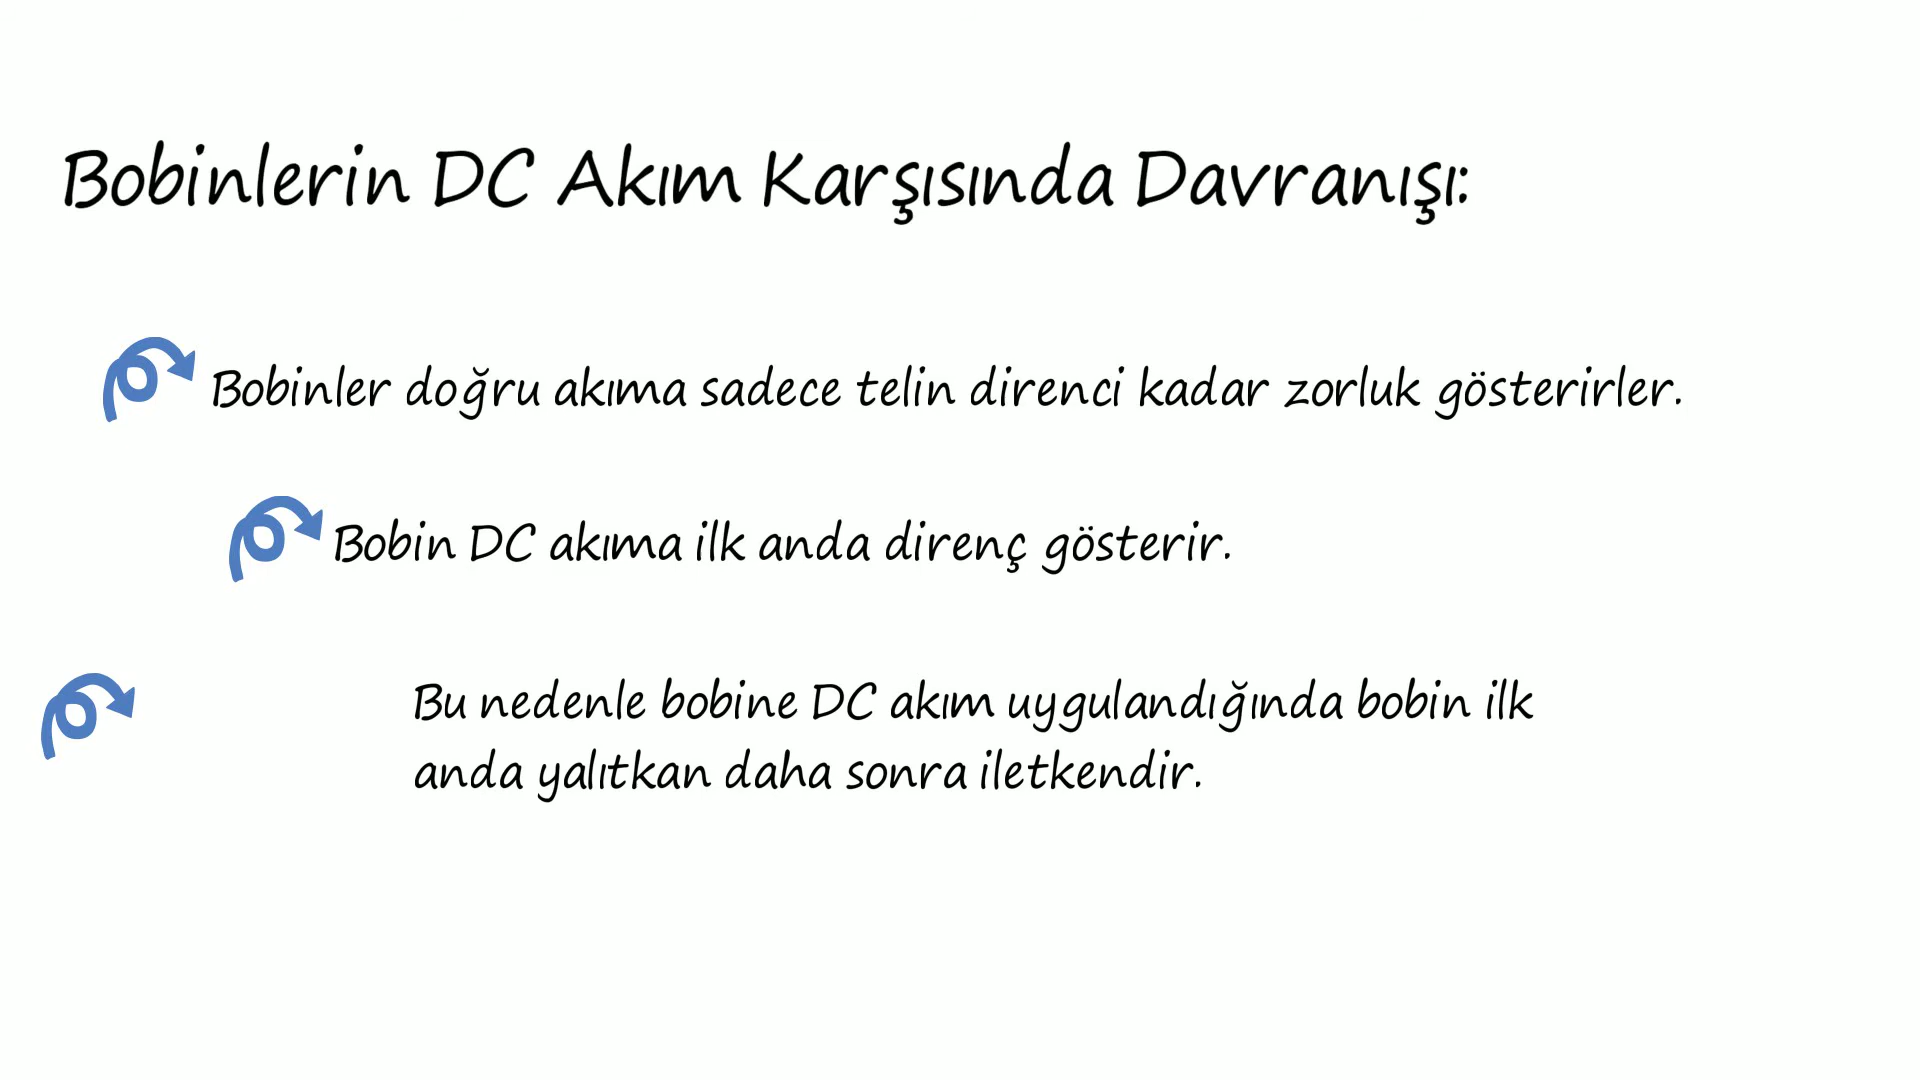 Bobinlerin DC Akım Karşısında Davranışı:
Bobinler doğru akıma sadece telin direnci kadar zorluk gösterirler.
Bobin DC akıma ilk anda direnç gösterir.
Bu nedenle bobine DC akım uygulandığında bobin ilk
anda yalıtkan daha sonra iletkendir.